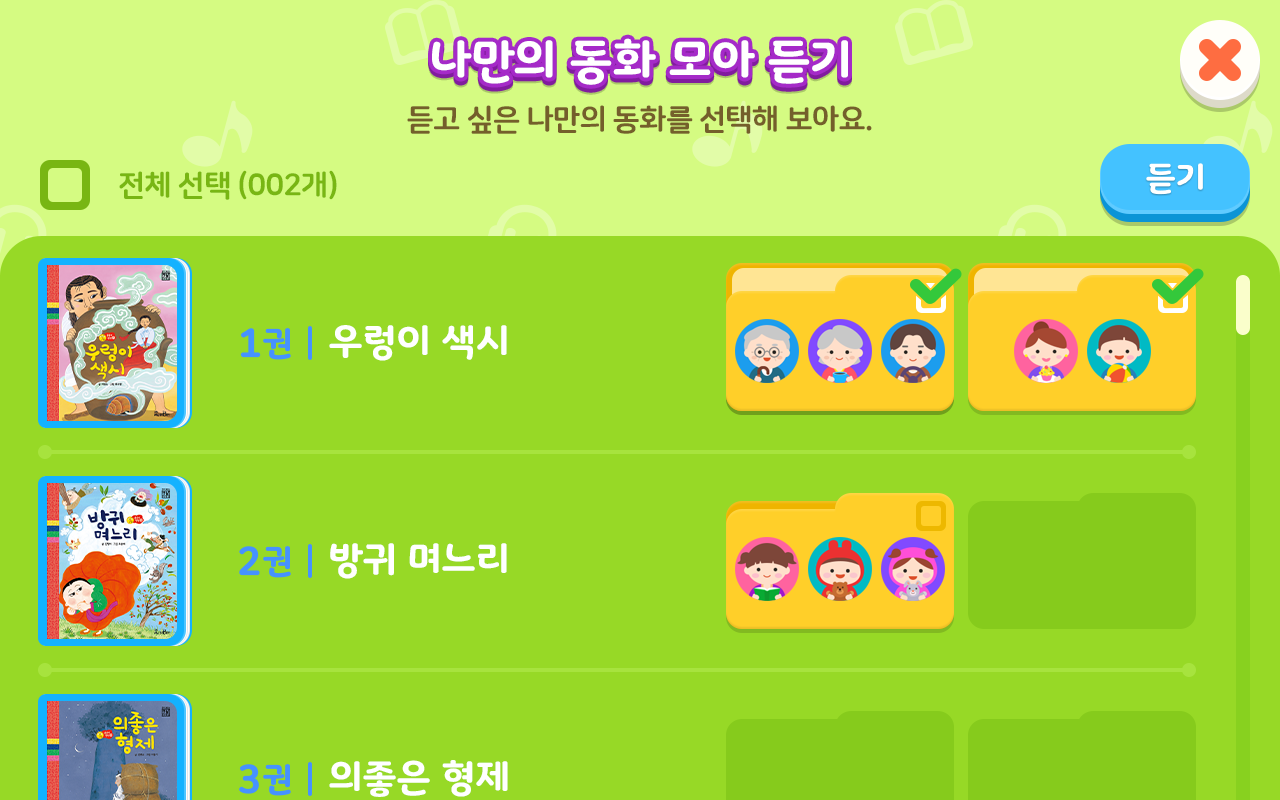 나만의 동화 모아 듣기
듣고 싶은 나만의 동화를 선택해 보아요.
전체 선택 (002개)
듣기
우렁이
색시
1권 | 우렁이 색시
방귀
며느리
2권 | 방귀 며느리
의좋은
형제
3권 | 의좋은 형제